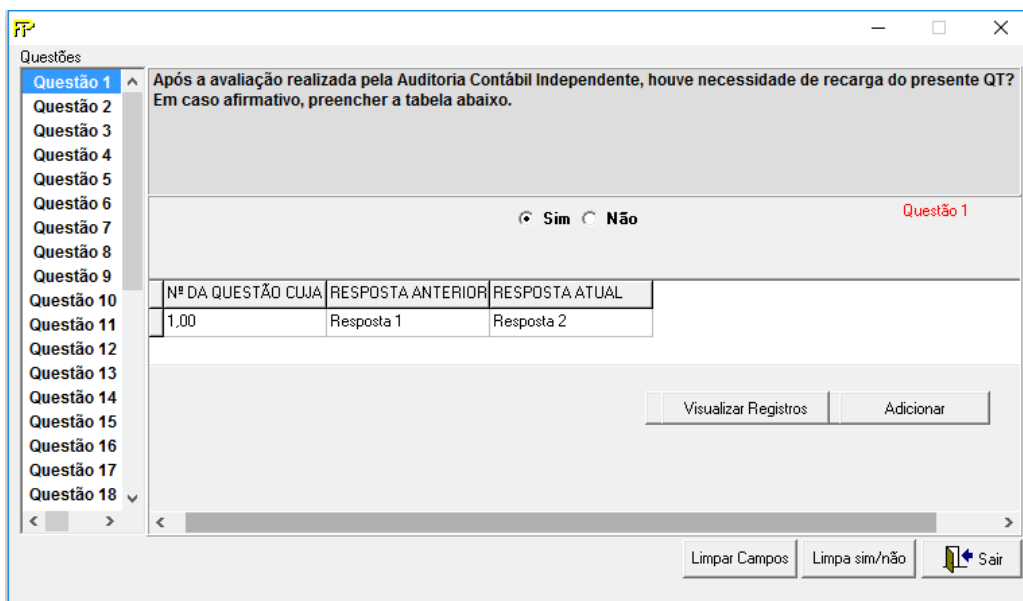 FIP
Questões
Questão 1
Questão 2
Questão 3
Questão 4
Questão 5
Questão 6
Questão 7
Questão 8
Questão 9
Questão 10
Questão 11
Questão 12
Questão 13
Questão 14
Questão 15
Questão 16
Questão 17
Questão 18
Após a avaliação realizada pela Auditoria Contábil Independente, houve necessidade de recarga do presente QT?
Em caso afirmativo, preencher a tabela abaixo.
Sim Não
Questão 1
Nº DA QUESTÃO CUJA RESPOSTA ANTERIOR RESPOSTA ATUAL
1,00 Resposta 1 Resposta 2
Visualizar Registros Adicionar
Limpar Campos Limpa sim/não Sair